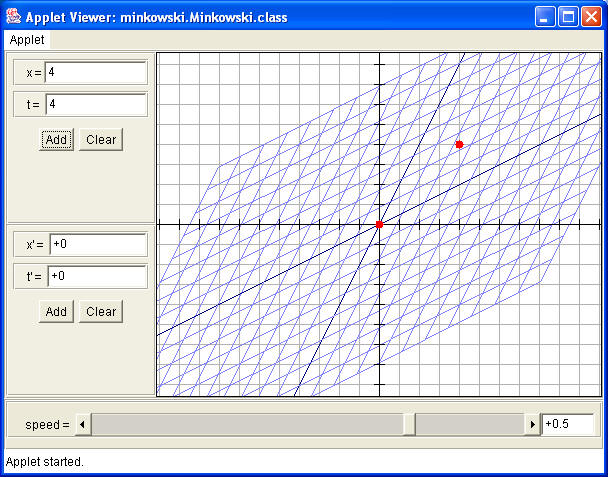 Applet Viewer: minkowski.Minkowski.class
Applet
x = 4
t = 4
Add Clear
x' = +0
t' = +0
Add Clear
speed = +0.5
Applet started.